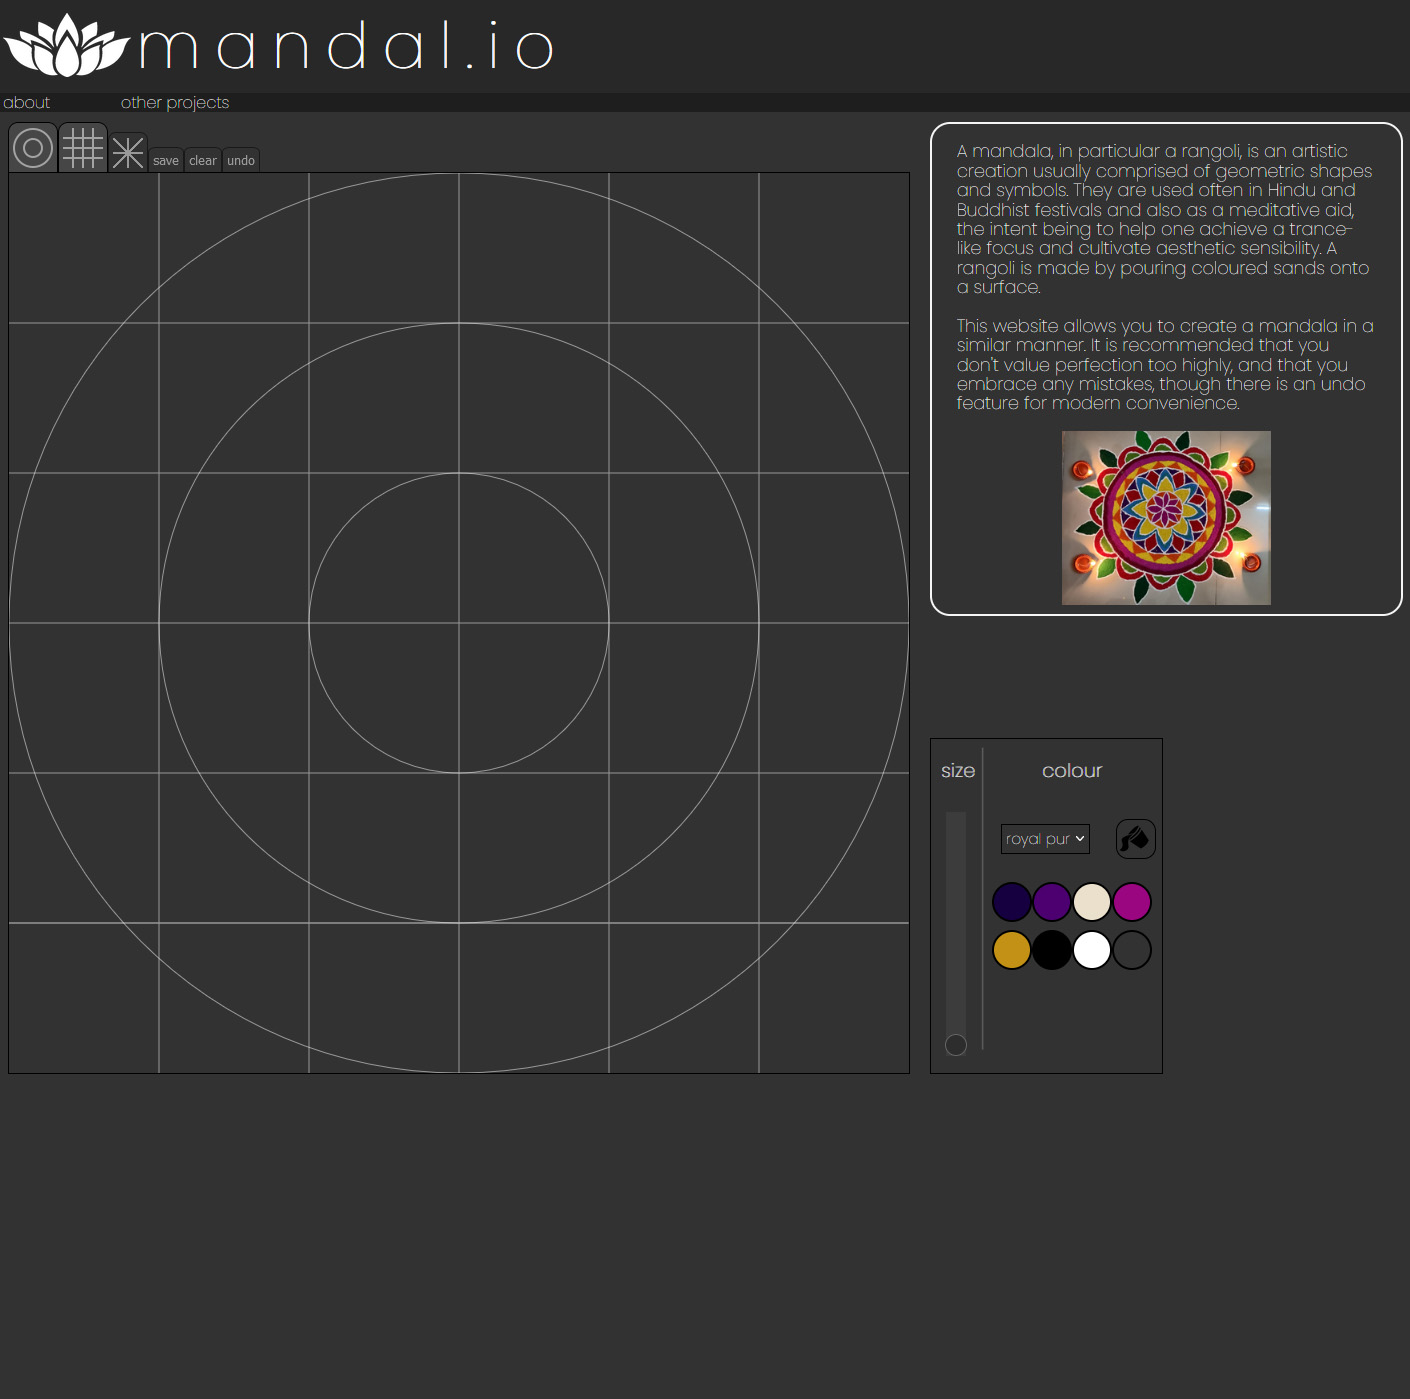 mandal.io
about other projects
save clear undo
A mandala, in particular a rangoli, is an artistic
creation usually comprised of geometric shapes
and symbols. They are used often in Hindu and
Buddhist festivals and also as a meditative aid,
the intent being to help one achieve a trance-
like focus and cultivate aesthetic sensibility. A
rangoli is made by pouring coloured sands onto
a surface.
This website allows you to create a mandala in a
similar manner. It is recommended that you
don't value perfection too highly, and that you
embrace any mistakes, though there is an undo
feature for modern convenience.
size colour
royal pur